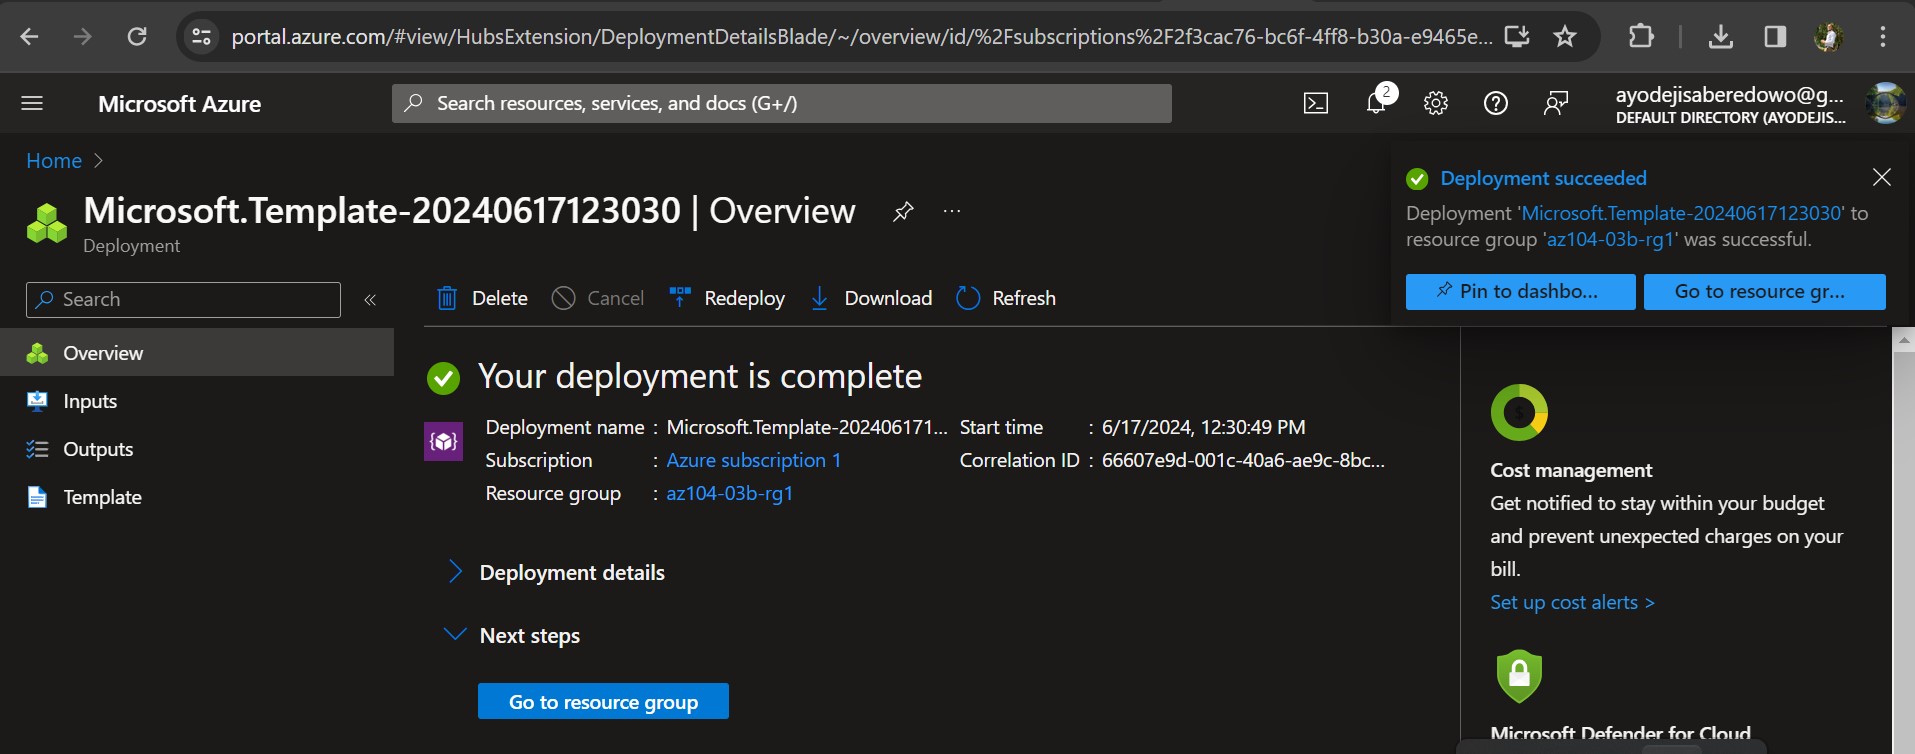 portal.azure.com/#view/HubsExtension/DeploymentDetailsBlade/~/overview/id/%2Fsubscriptions%2F2f3cac76-bc6f-4ff8-b30a-e9465e...
Microsoft Azure
Search resources, services, and docs (G+/)
2
ayodejisaberedowo@g...
DEFAULT DIRECTORY (AYODEJIS...
Home
Microsoft.Template-20240617123030 | Overview
Deployment
Deployment succeeded
Deployment 'Microsoft.Template-20240617123030' to
resource group 'az104-03b-rg1' was successful.
Pin to dashbo...
Go to resource gr...
Search
Delete
Cancel
Redeploy
Download
Refresh
Overview
Inputs
Outputs
Template
Your deployment is complete
Deployment name : Microsoft.Template-202406171...
Subscription : Azure subscription 1
Resource group : az104-03b-rg1
Start time : 6/17/2024, 12:30:49 PM
Correlation ID : 66607e9d-001c-40a6-ae9c-8bc...
Deployment details
Next steps
Go to resource group
$
Cost management
Get notified to stay within your budget
and prevent unexpected charges on your
bill.
Set up cost alerts >
Microsoft Defender for Cloud